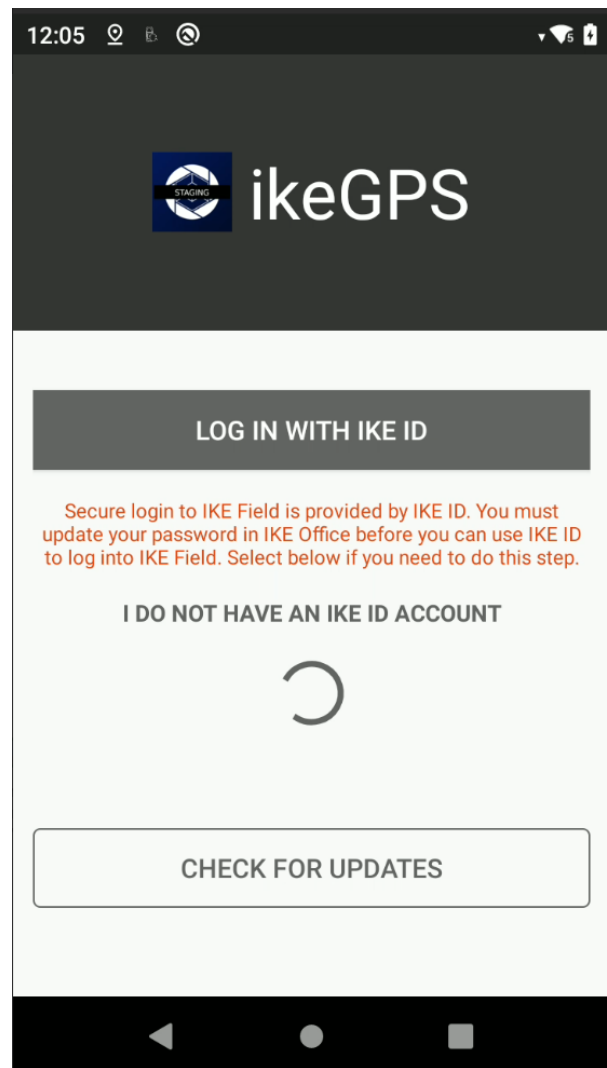 12:05
5
STAGING
ikeGPS
LOG IN WITH IKE ID
Secure login to IKE Field is provided by IKE ID. You must
update your password in IKE Office before you can use IKE ID
to log into IKE Field. Select below if you need to do this step.
I DO NOT HAVE AN IKE ID ACCOUNT
CHECK FOR UPDATES